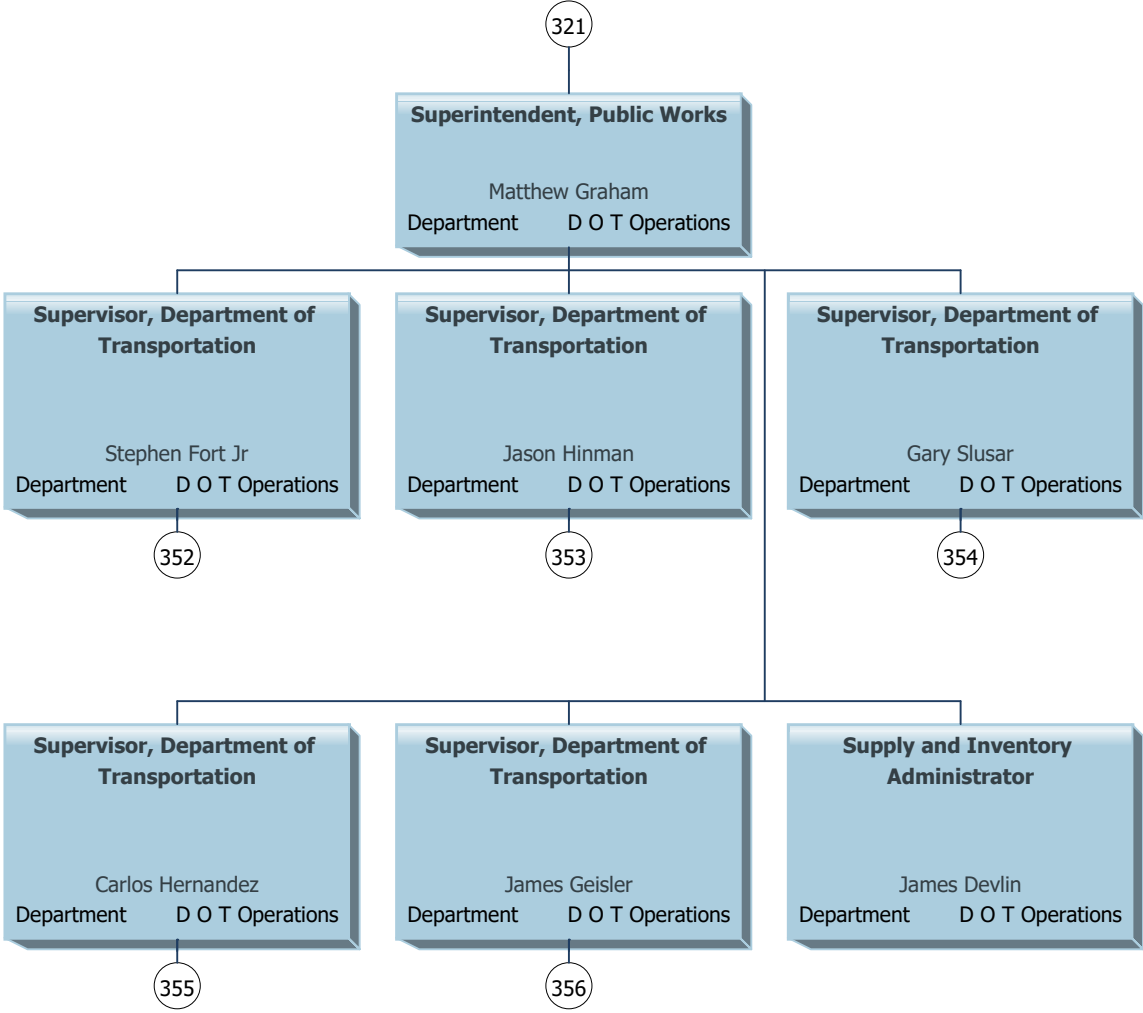 321
Superintendent, Public Works
Matthew Graham
Department D O T Operations
Supervisor, Department of
Transportation
Stephen Fort Jr
Department D O T Operations
352
Supervisor, Department of
Transportation
Jason Hinman
Department D O T Operations
353
Supervisor, Department of
Transportation
Gary Slusar
Department D O T Operations
354
Supervisor, Department of
Transportation
Carlos Hernandez
Department D O T Operations
355
Supervisor, Department of
Transportation
James Geisler
Department D O T Operations
356
Supply and Inventory
Administrator
James Devlin
Department D O T Operations